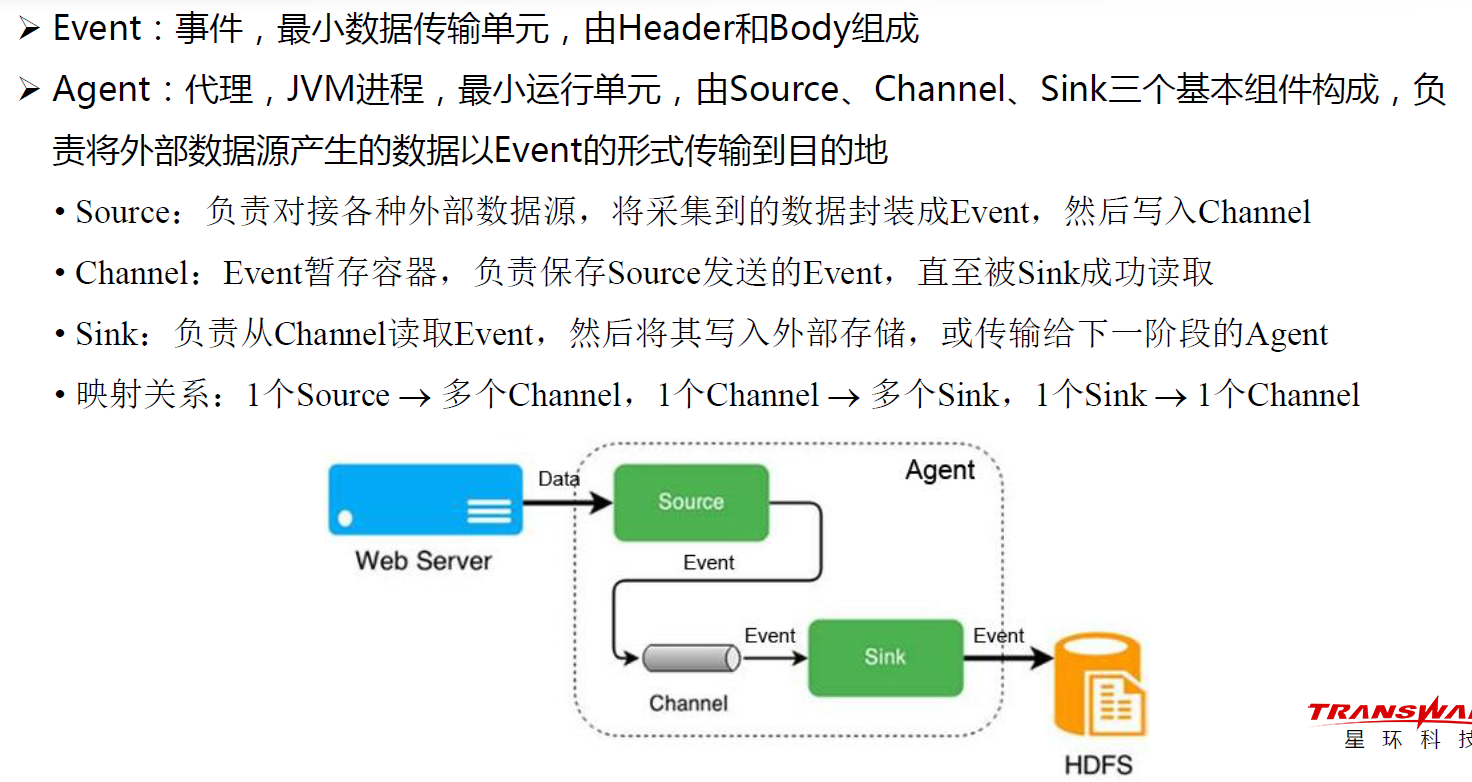 ➢ Event：事件，最小数据传输单元，由Header和Body组成
➢ Agent：代理，JVM进程，最小运行单元，由Source、Channel、Sink三个基本组件构成，负
责将外部数据源产生的数据以Event的形式传输到目的地
• Source：负责对接各种外部数据源，将采集到的数据封装成Event，然后写入Channel
• Channel：Event暂存容器，负责保存Source发送的Event，直至被Sink成功读取
• Sink：负责从Channel读取Event，然后将其写入外部存储，或传输给下一阶段的Agent
• 映射关系：1个Source → 多个Channel，1个Channel → 多个Sink，1个Sink → 1个Channel
Agent
Data
Source
Web Server
Event
Event
Sink
Event
Channel
HDFS
星环科技